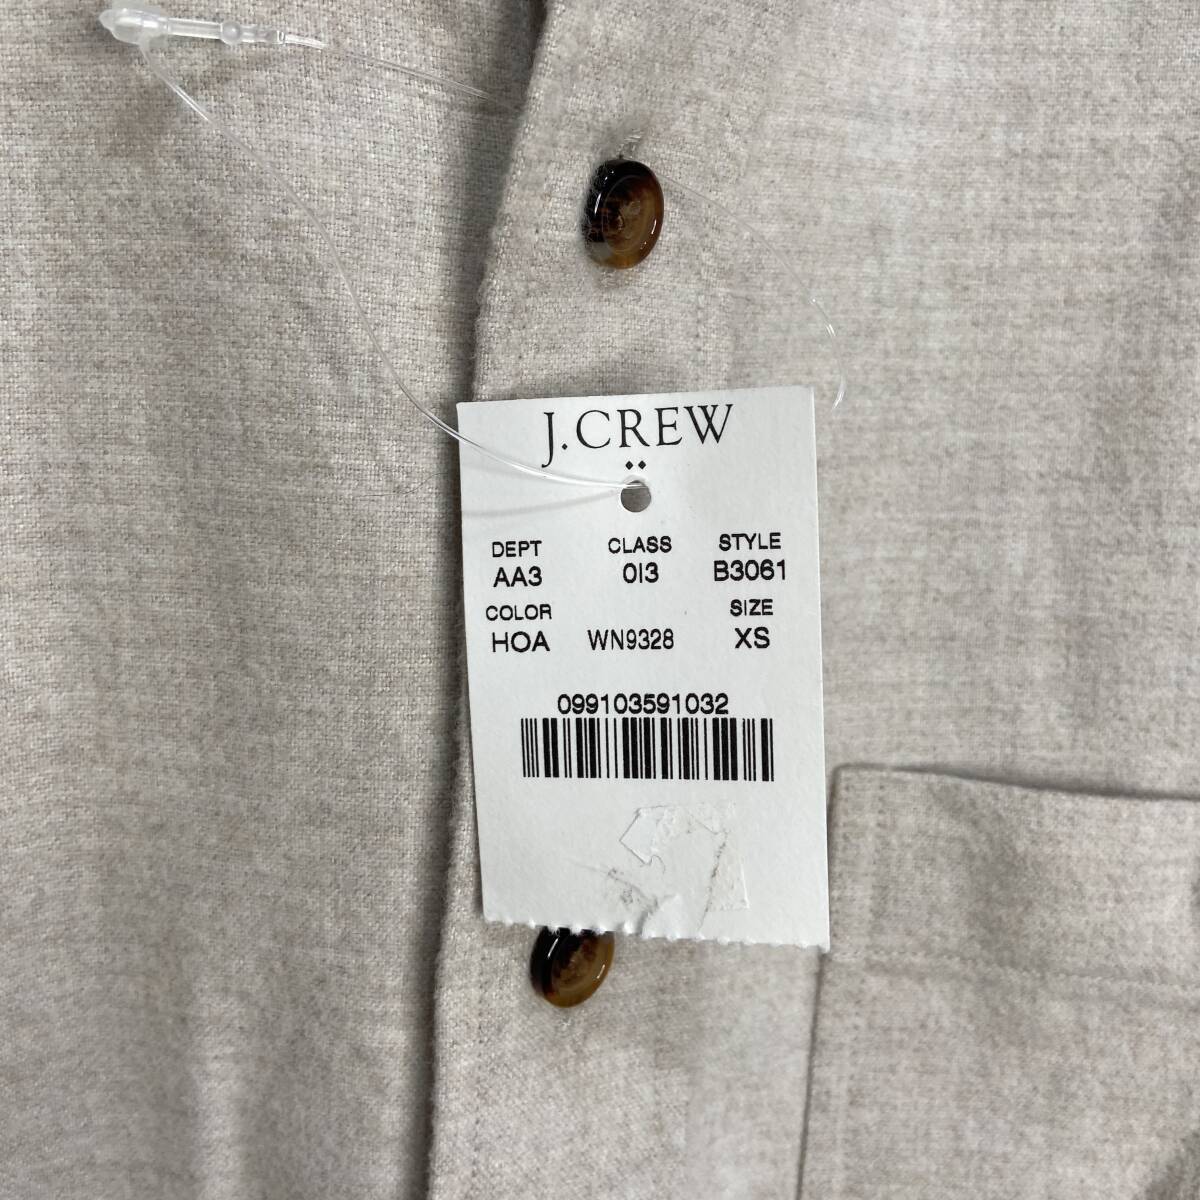 J.CREW
DEPT CLASS STYLE
AA3 013 B3061
COLOR SIZE
HOA WN9328 XS
099103591032